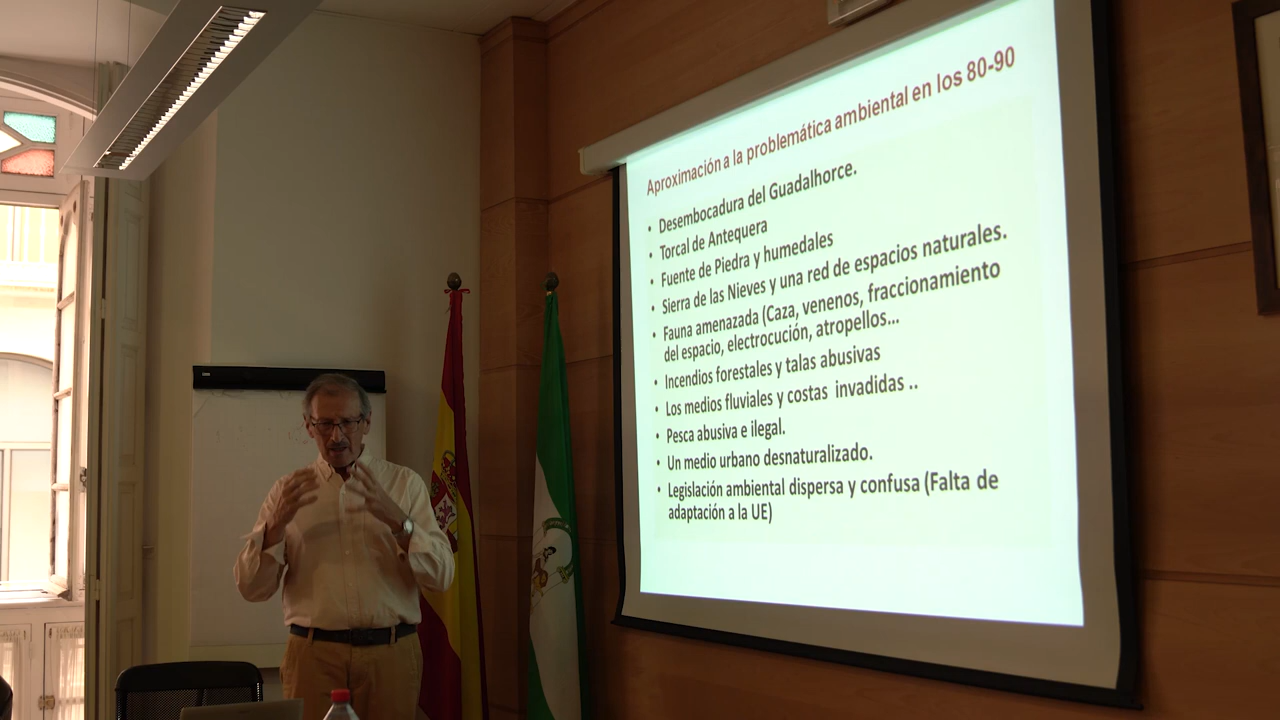 Aproximación a la problemática ambiental en los 80-90
• Desembocadura del Guadalhorce.
• Torcal de Antequera
• Fuente de Piedra y humedales
• Sierra de las Nieves y una red de espacios naturales.
• Fauna amenazada (Caza, venenos, fraccionamiento
del espacio, electrocución, atropellos...
• Incendios forestales y talas abusivas
• Los medios fluviales y costas invadidas ..
• Pesca abusiva e ilegal.
• Un medio urbano desnaturalizado.
• Legislación ambiental dispersa y confusa (Falta de
adaptación a la UE)